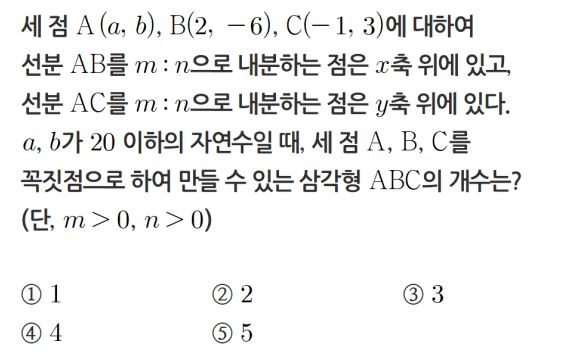 세 점 A(a, b), B(2, −6), C(−1, 3)에 대하여
선분 AB를 m : n으로 내분하는 점은 x축 위에 있고,
선분 AC를 m : n으로 내분하는 점은 y축 위에 있다.
a, b가 20 이하의 자연수일 때, 세 점 A, B, C를
꼭짓점으로 하여 만들 수 있는 삼각형 ABC의 개수는?
(단, m > 0, n > 0)
① 1 ② 2 ③ 3
④ 4 ⑤ 5